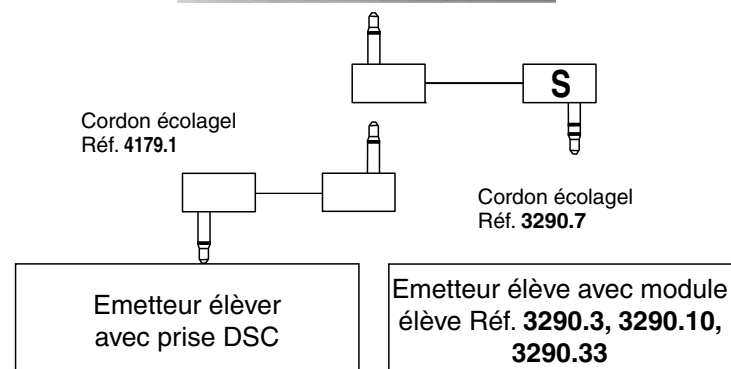 S
Cordon écolagel
Réf. 4179.1
Cordon écolagel
Réf. 3290.7
Emetteur élèver
avec prise DSC
Emetteur élève avec module
élève Réf. 3290.3, 3290.10,
3290.33